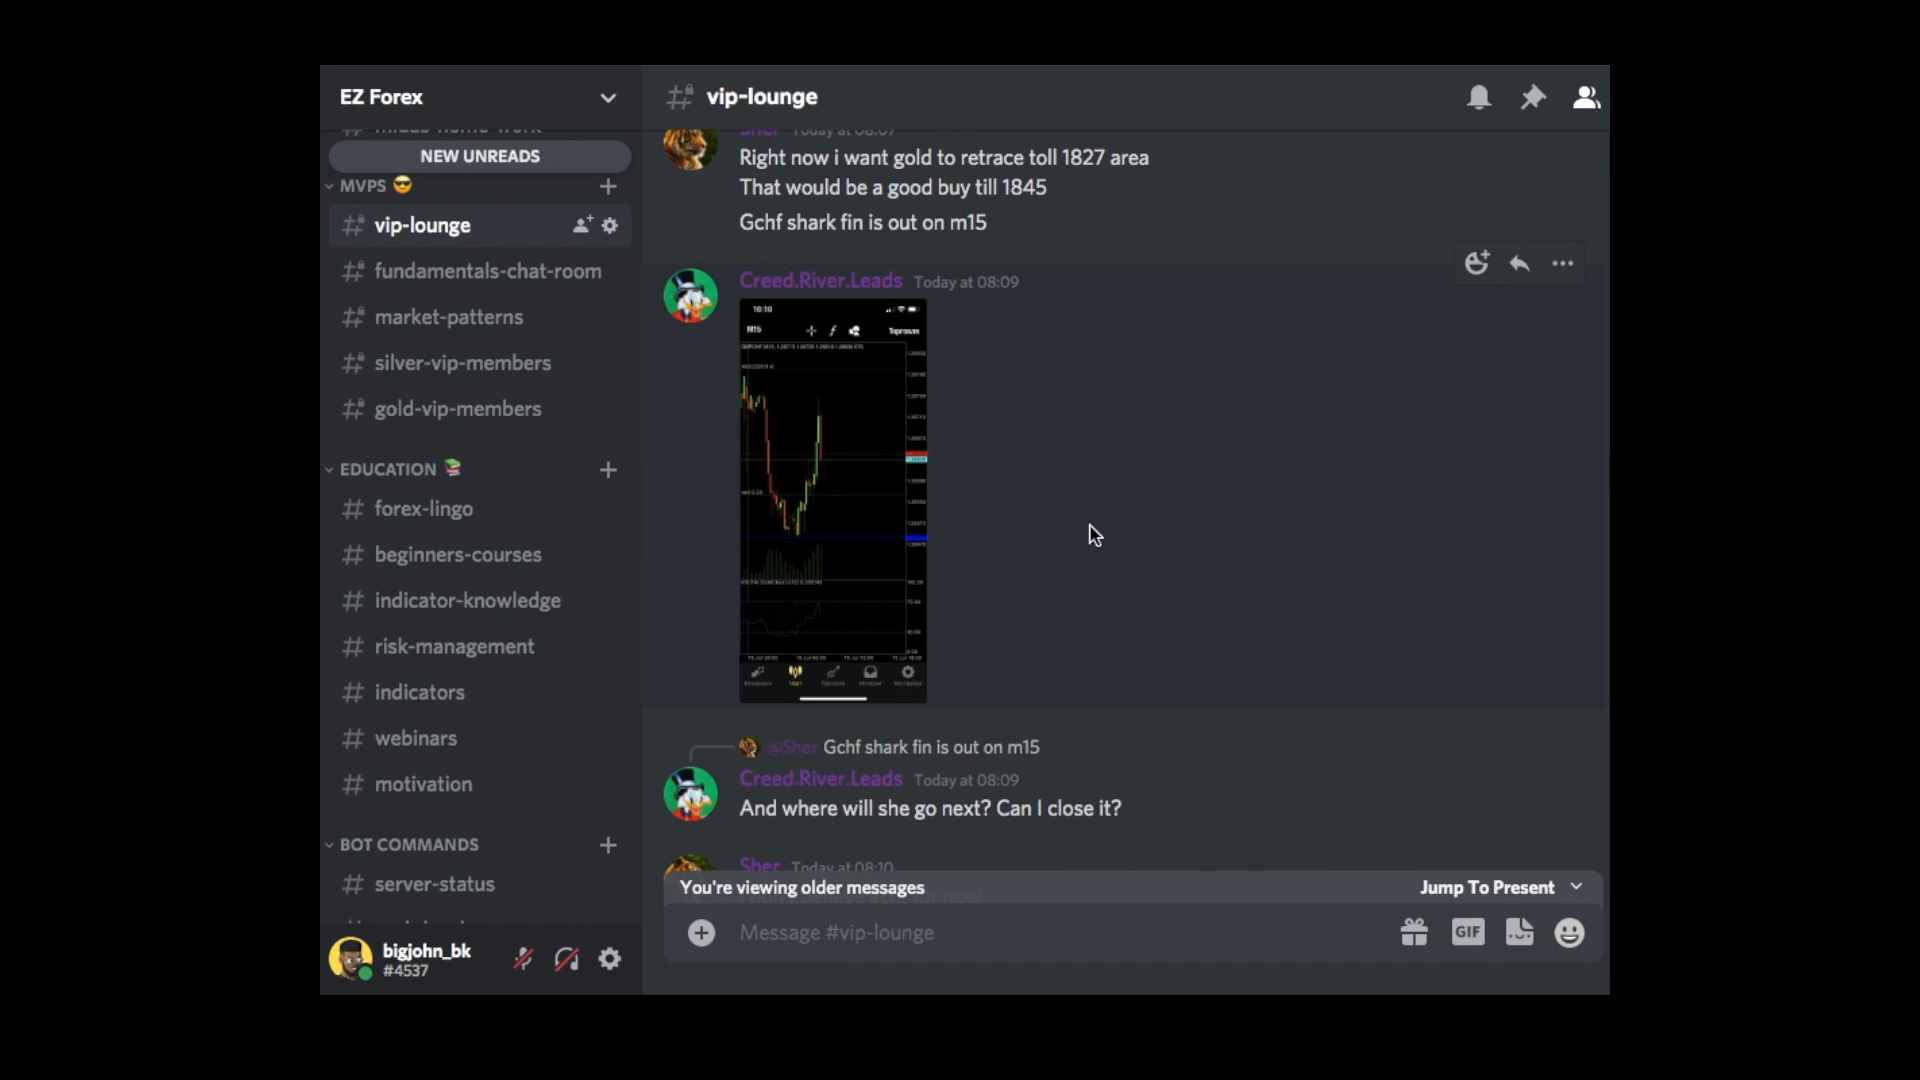 EZ Forex
NEW UNREADS
MVPS 😎
vip-lounge
fundamentals-chat-room
market-patterns
silver-vip-members
gold-vip-members
EDUCATION 📚
forex-lingo
beginners-courses
indicator-knowledge
risk-management
indicators
webinars
motivation
BOT COMMANDS
server-status
bigjohn_bk
#4537
vip-lounge
Sher Today at 08:07
Right now i want gold to retrace toll 1827 area
That would be a good buy till 1845
Gchf shark fin is out on m15
Creed.River.Leads Today at 08:09
10:10
M15
Торговля
@Sher Gchf shark fin is out on m15
Creed.River.Leads Today at 08:09
And where will she go next? Can I close it?
Sher Today at 08:10
You're viewing older messages
Jump To Present
Message #vip-lounge
GIF